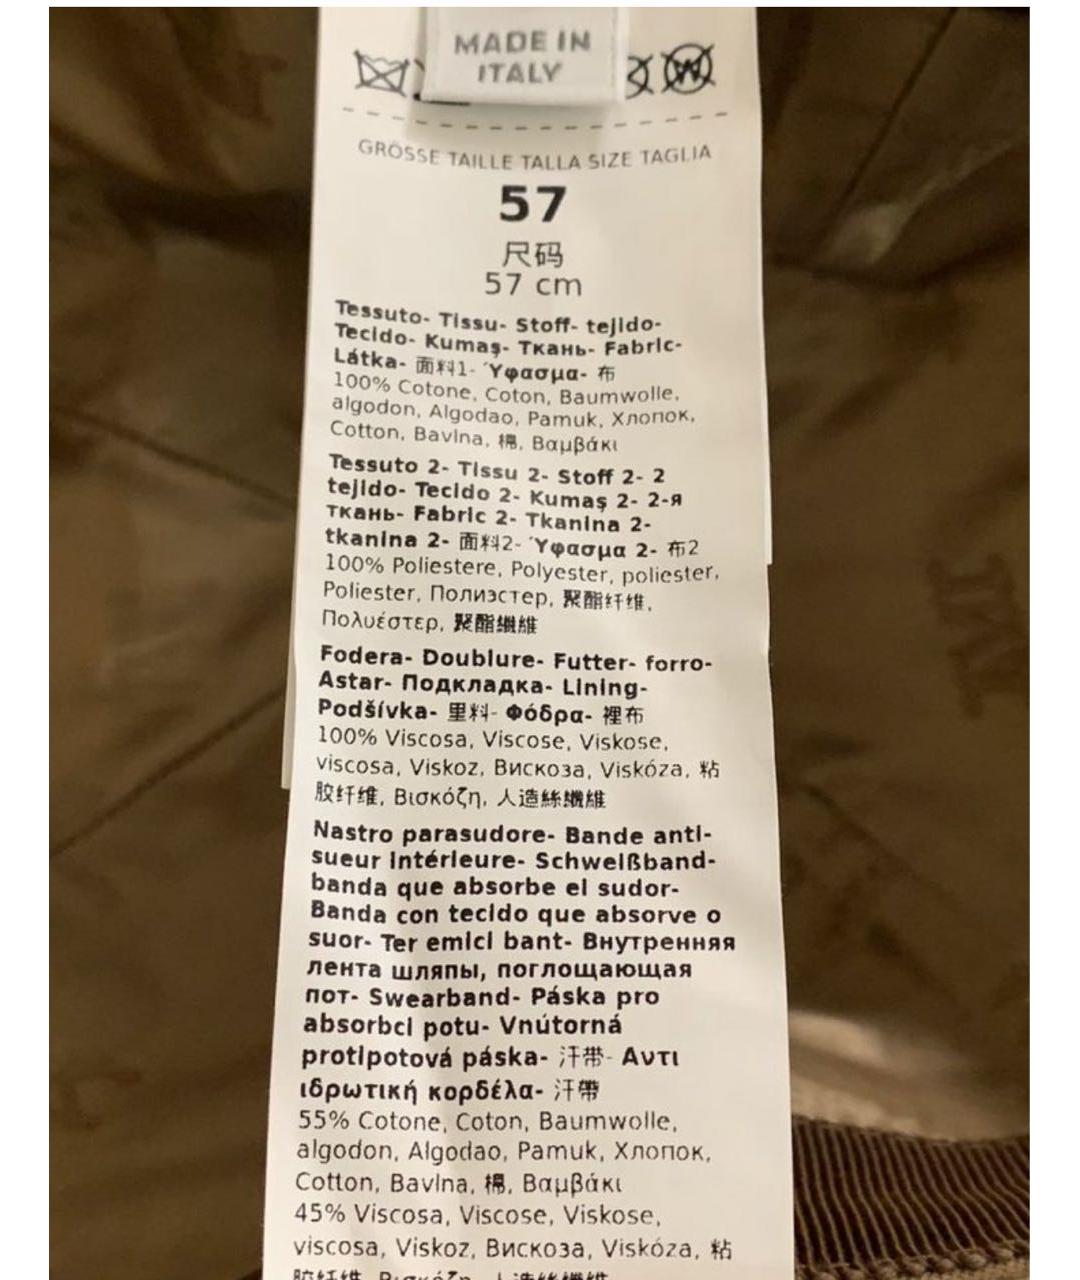 MADE IN
ITALY
GRÖSSE TAILLE TALLA SIZE TAGLIA
57
尺码
57 cm
Tessuto- Tissu- Stoff- tejido-
Tecido- Kumaş- Ткань- Fabric-
Látka- 面料1- Ύφασμα- 布
100% Cotone, Coton, Baumwolle,
algodon, Algodao, Pamuk, Хлопок,
Cotton, Bavlna, 棉, Βαμβάκι
Tessuto 2- Tissu 2- Stoff 2- 2
tejido- Tecido 2- Kumaş 2- 2-я
ткань- Fabric 2- Tkanina 2-
tkanina 2- 面料2- Ύφασμα 2- 布2
100% Poliestere, Polyester, poliester,
Poliester, Полиэстер, 聚酯纤维,
Πολυέστερ, 聚酯纖維
Fodera- Doublure- Futter- forro-
Astar- Подкладка- Lining-
Podšívka- 里料- Φόδρα- 裡布
100% Viscosa, Viscose, Viskose,
viscosa, Viskoz, Вискоза, Viskóza, 粘
胶纤维, Βισκόζη, 人造絲纖維
Nastro parasudore- Bande anti-
sueur intérieure- Schweißband-
banda que absorbe el sudor-
Banda con tecido que absorve o
suor- Ter emici bant- Внутренняя
лента шляпы, поглощающая
пот- Swearband- Páska pro
absorbci potu- Vnútorná
protipotová páska- 汗带- Αντι
ιδρωτική κορδέλα- 汗帶
55% Cotone, Coton, Baumwolle,
algodon, Algodao, Pamuk, Хлопок,
Cotton, Bavlna, 棉, Βαμβάκι
45% Viscosa, Viscose, Viskose,
viscosa, Viskoz, Вискоза, Viskóza, 粘